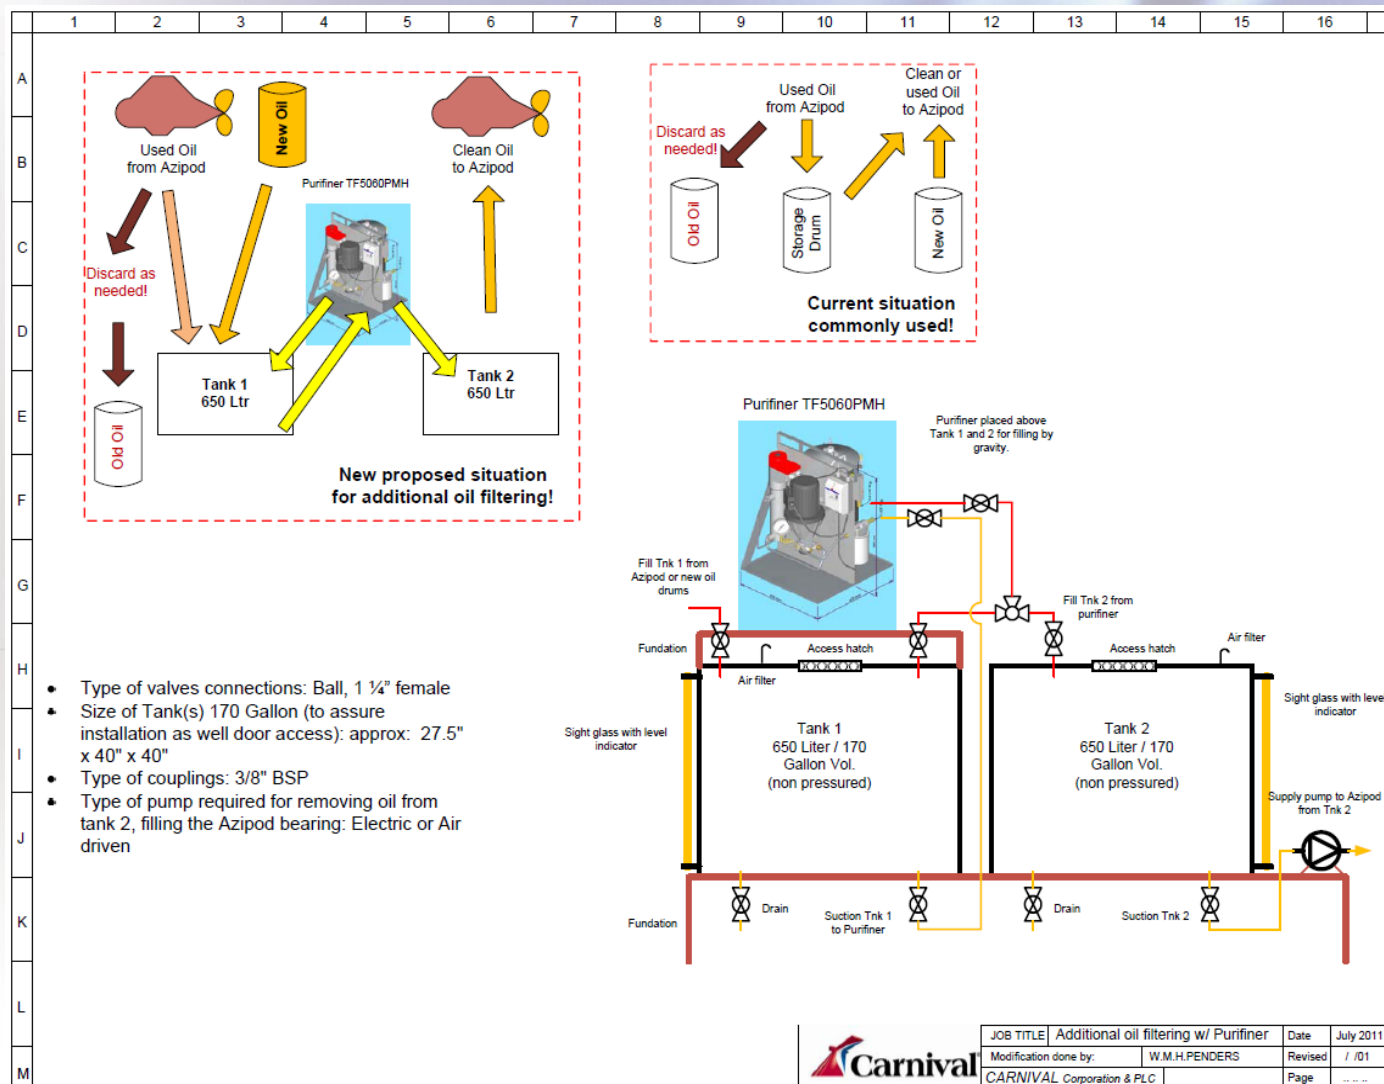 1 2 3 4 5 6 7 8 9 10 11 12 13 14 15 16
A
B
C
D
E
F
G
H
I
J
K
L
M
Used Oil
from Azipod
New Oil
Clean Oil
to Azipod
Purifiner TF5060PMH
Discard as
needed!
Old Oil
Tank 1
650 Ltr
Tank 2
650 Ltr
New proposed situation
for additional oil filtering!
Used Oil
from Azipod
Clean or
used Oil
to Azipod
Discard as
needed!
Old Oil
Storage
Drum
New Oil
Current situation
commonly used!
Purifiner TF5060PMH
Purifiner placed above
Tank 1 and 2 for filling by
gravity.
Fill Tnk 1 from
Azipod or new oil
drums
Fill Tnk 2 from
purifiner
Fundation
Access hatch
Air filter
Access hatch
Air filter
Sight glass with level
indicator
Tank 1
650 Liter / 170
Gallon Vol.
(non pressured)
Tank 2
650 Liter / 170
Gallon Vol.
(non pressured)
Sight glass with level
indicator
Supply pump to Azipod
from Tnk 2
Fundation
Drain
Suction Tnk 1
to Purifiner
Drain
Suction Tnk 2
• Type of valves connections: Ball, 1 ¼" female
• Size of Tank(s) 170 Gallon (to assure
installation as well door access): approx: 27.5"
x 40" x 40"
• Type of couplings: 3/8" BSP
• Type of pump required for removing oil from
tank 2, filling the Azipod bearing: Electric or Air
driven
Carnival
JOB TITLE Additional oil filtering w/ Purifiner Date July 2011
Modification done by: W.M.H.PENDERS Revised / /01
CARNIVAL Corporation & PLC Page